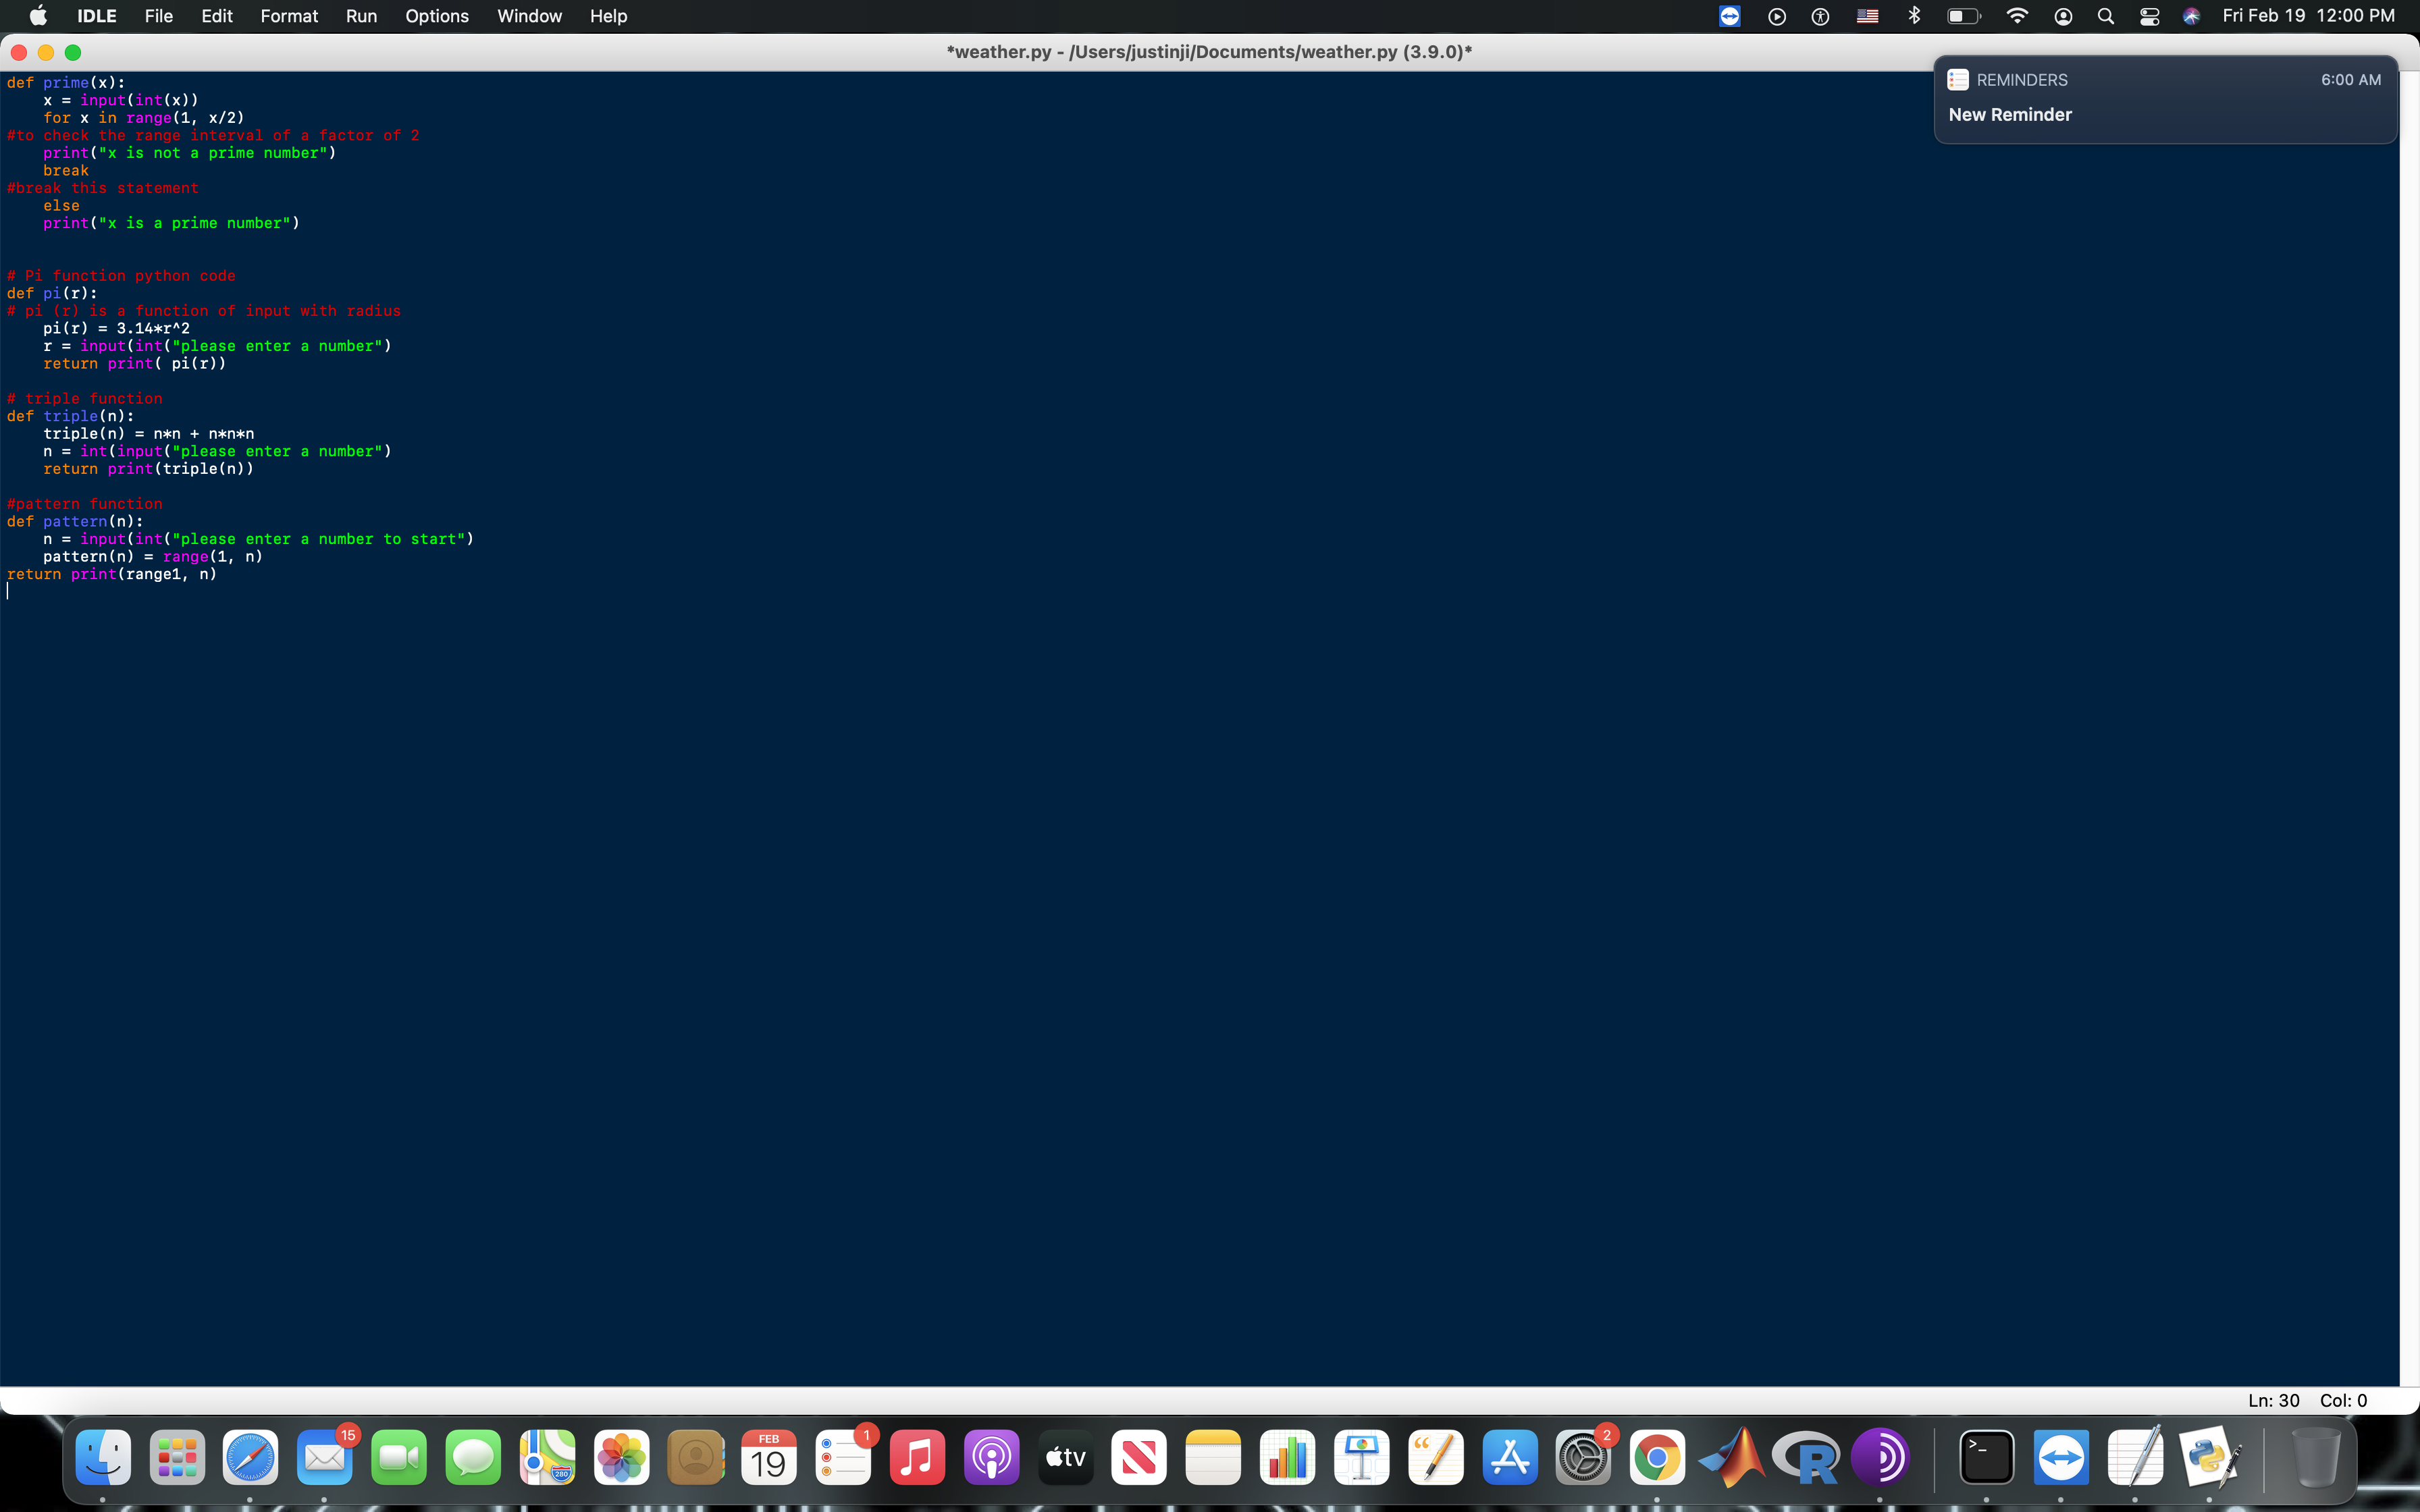 IDLE File Edit Format Run Options Window Help Fri Feb 19 12:00 PM
*weather.py - /Users/justinji/Documents/weather.py (3.9.0)*
REMINDERS 6:00 AM
New Reminder
def prime(x):
    x = input(int(x))
    for x in range(1, x/2)
#to check the range interval of a factor of 2
    print("x is not a prime number")
    break
#break this statement
    else
    print("x is a prime number")
# Pi function python code
def pi(r):
# pi (r) is a function of input with radius
    pi(r) = 3.14*r^2
    r = input(int("please enter a number")
    return print( pi(r))
# triple function
def triple(n):
    triple(n) = n*n + n*n*n
    n = int(input("please enter a number")
    return print(triple(n))
#pattern function
def pattern(n):
    n = input(int("please enter a number to start")
    pattern(n) = range(1, n)
return print(range1, n)
Ln: 30 Col: 0
15
280
FEB
19
1
tv
2
R
>_